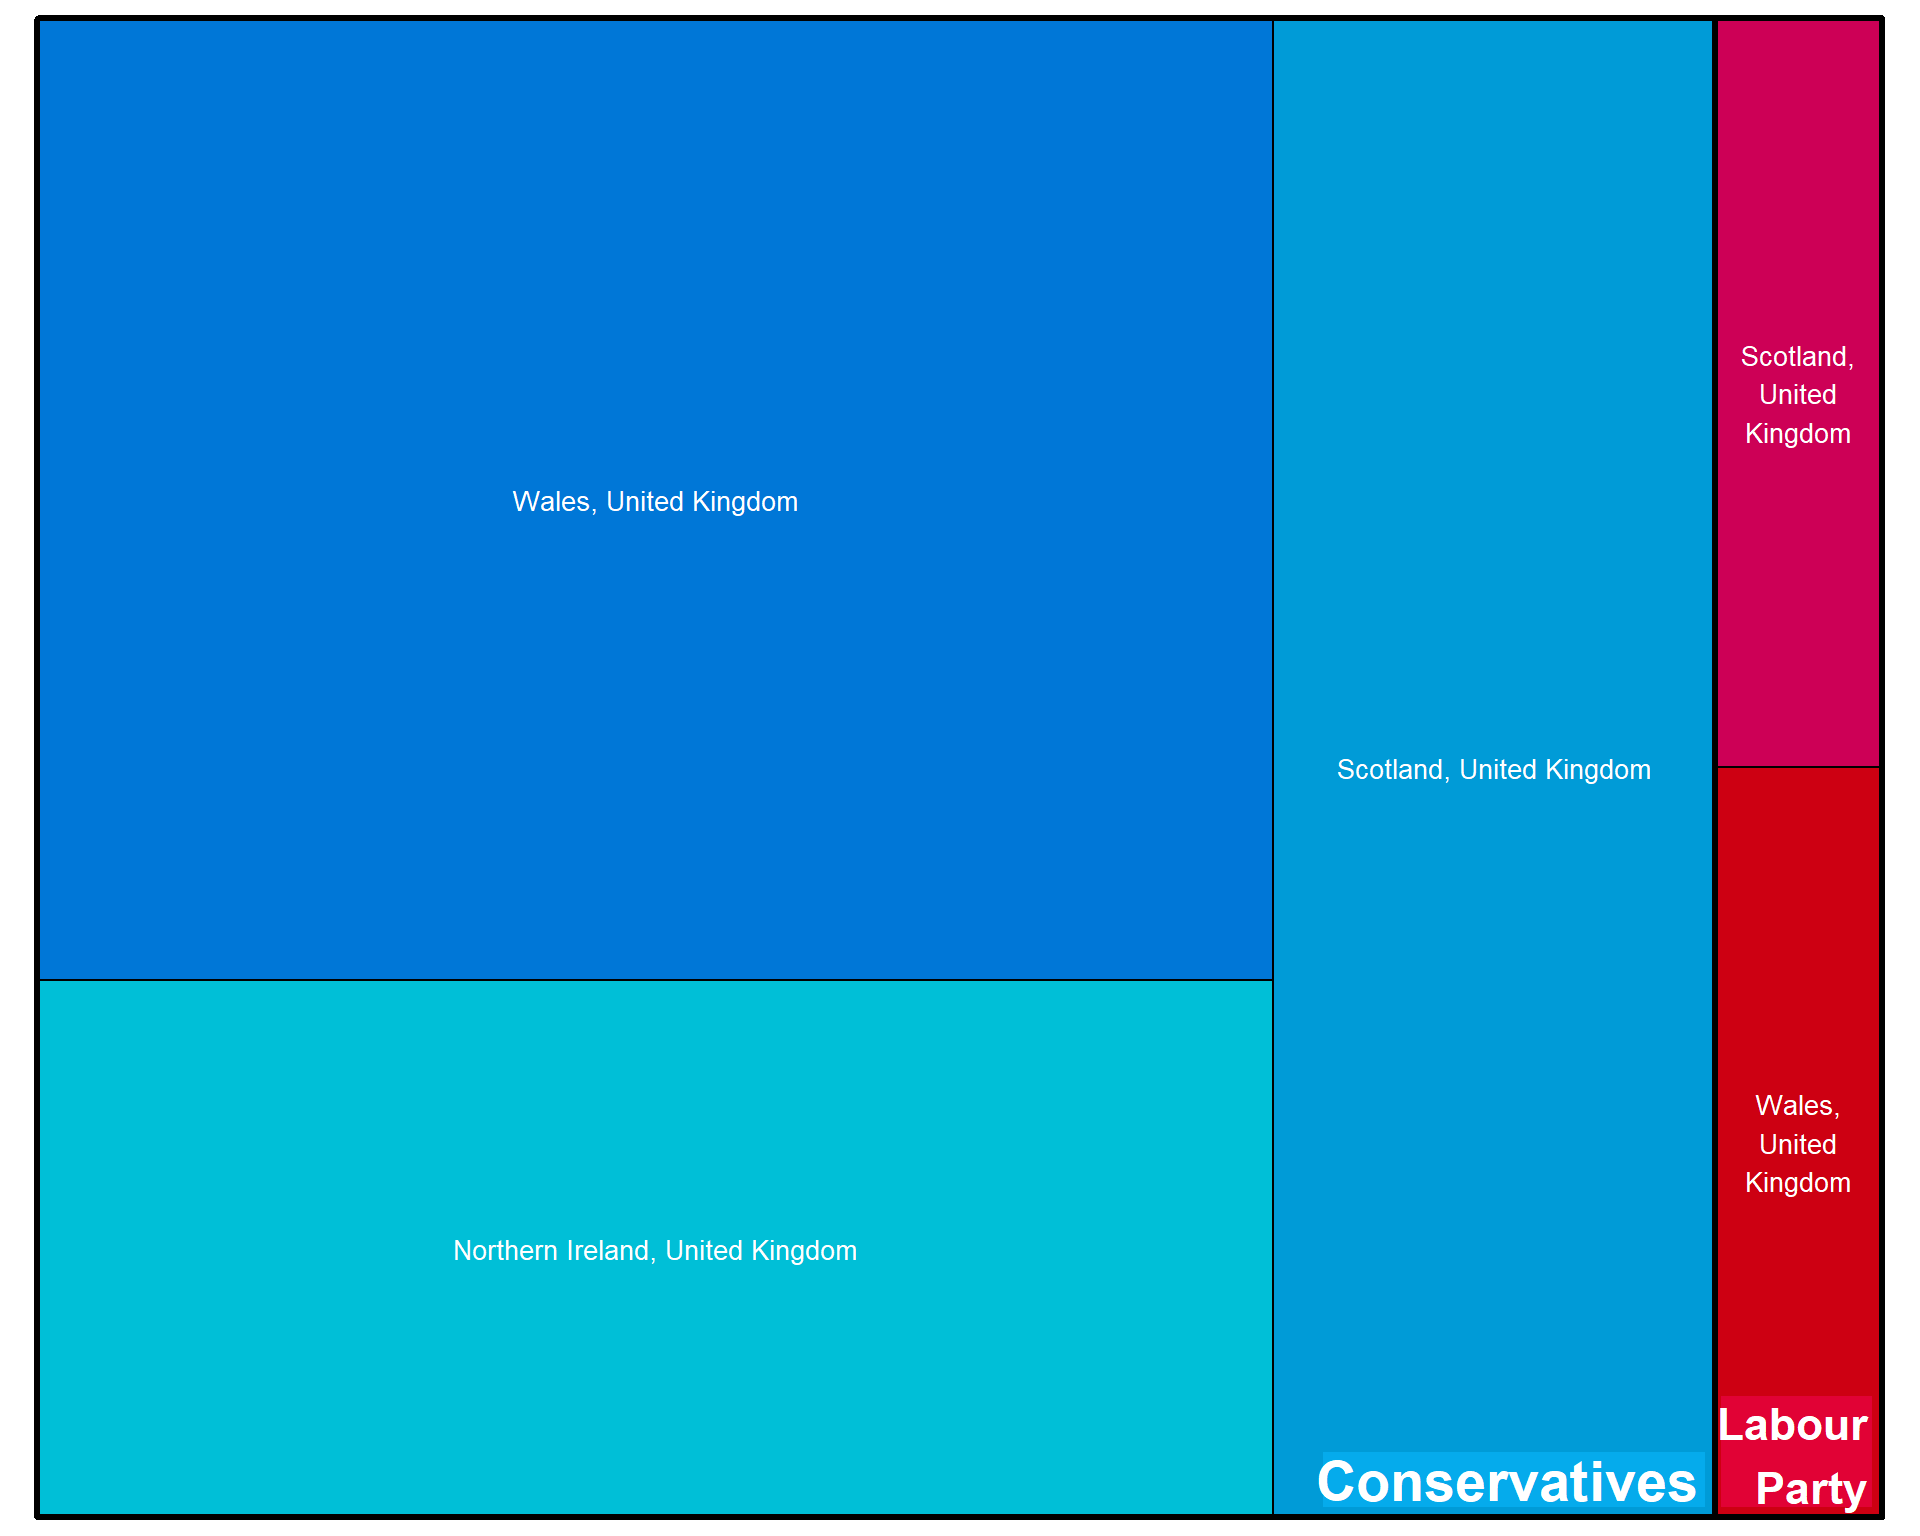 Wales, United Kingdom
Northern Ireland, United Kingdom
Scotland, United Kingdom
Conservatives
Scotland,
United
Kingdom
Wales,
United
Kingdom
Labour
Party